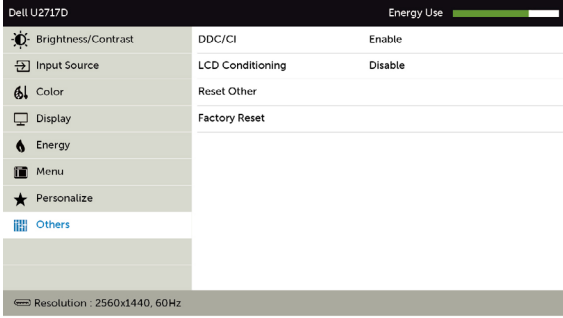 Dell U2717D Energy Use
Brightness/Contrast DDC/CI Enable
Input Source LCD Conditioning Disable
Color Reset Other
Display Factory Reset
Energy
Menu
Personalize
Others
Resolution : 2560x1440, 60Hz